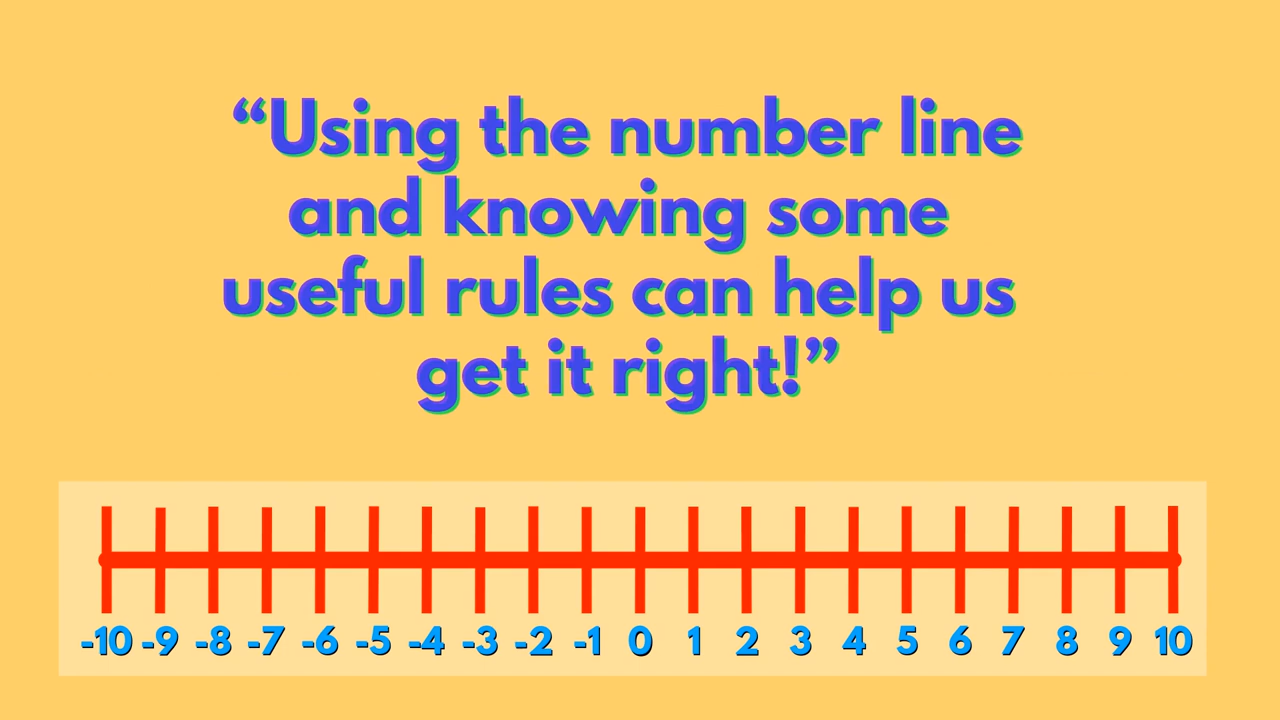 “Using the number line
and knowing some
useful rules can help us
get it right!”
-10 -9 -8 -7 -6 -5 -4 -3 -2 -1 0 1 2 3 4 5 6 7 8 9 10